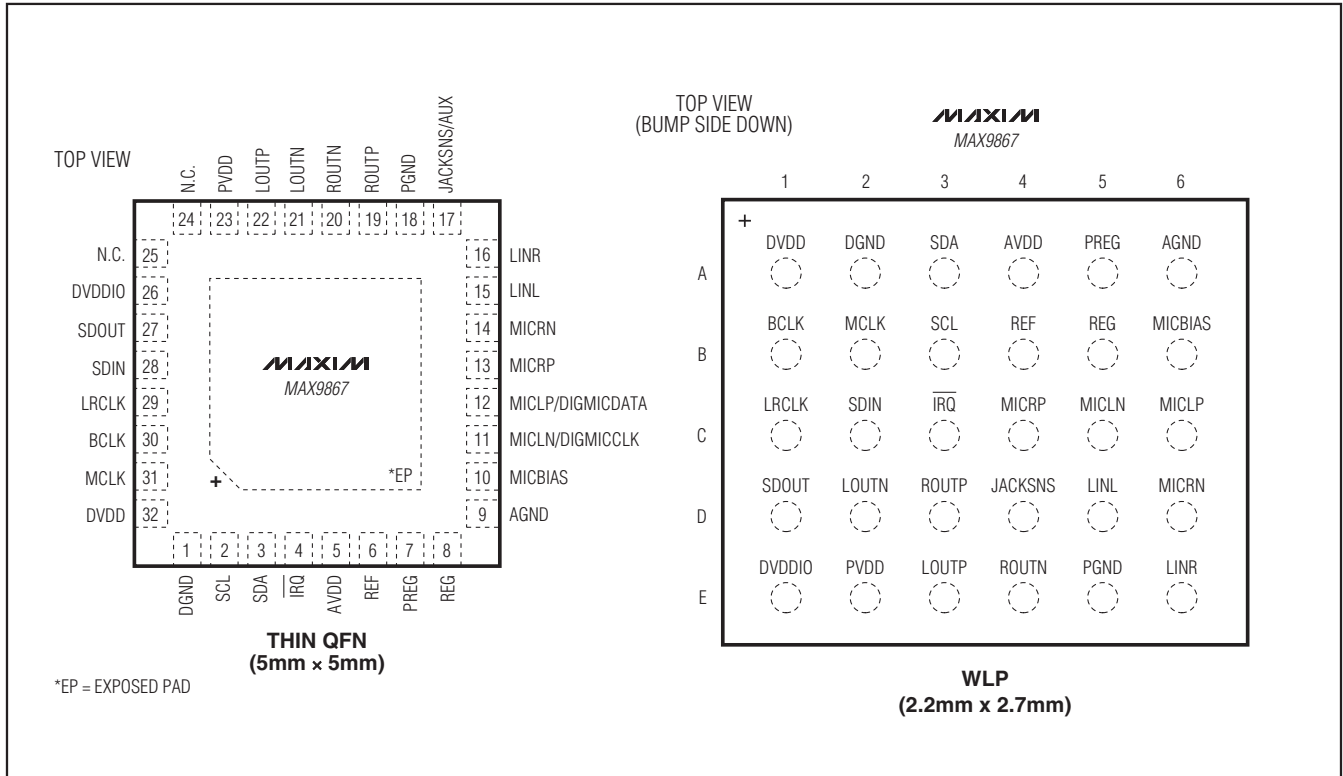 TOP VIEW
N.C.
PVDD
LOUTP
LOUTN
ROUTN
ROUTP
PGND
JACKSNS/AUX
24 23 22 21 20 19 18 17
N.C. 25
DVDDIO 26
SDOUT 27
SDIN 28
LRCLK 29
BCLK 30
MCLK 31
DVDD 32
MAXIM
MAX9867
+
*EP
16 LINR
15 LINL
14 MICRN
13 MICRP
12 MICLP/DIGMICDATA
11 MICLN/DIGMICCLK
10 MICBIAS
9 AGND
1 2 3 4 5 6 7 8
DGND
SCL
SDA
IRQ
AVDD
REF
PREG
REG
THIN QFN
(5mm × 5mm)
*EP = EXPOSED PAD
TOP VIEW
(BUMP SIDE DOWN)
MAXIM
MAX9867
1 2 3 4 5 6
+
A DVDD DGND SDA AVDD PREG AGND
B BCLK MCLK SCL REF REG MICBIAS
C LRCLK SDIN IRQ MICRP MICLN MICLP
D SDOUT LOUTN ROUTP JACKSNS LINL MICRN
E DVDDIO PVDD LOUTP ROUTN PGND LINR
WLP
(2.2mm x 2.7mm)